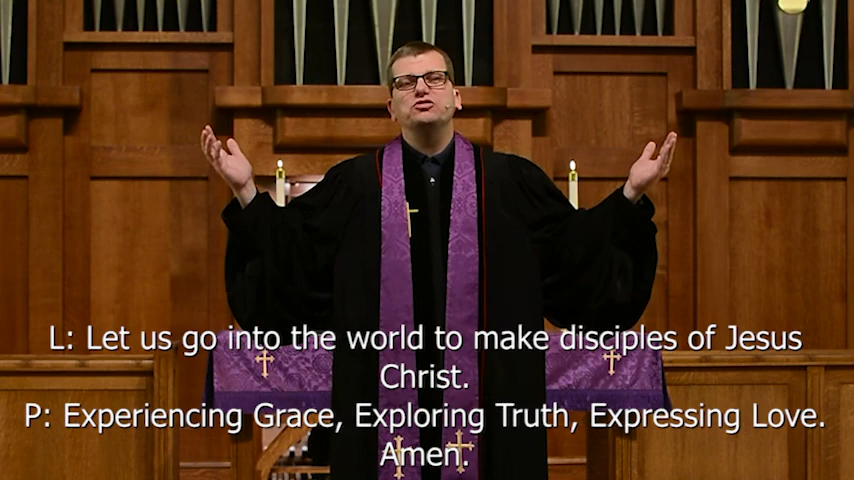 L: Let us go into the world to make disciples of Jesus
Christ.
P: Experiencing Grace, Exploring Truth, Expressing Love.
Amen.